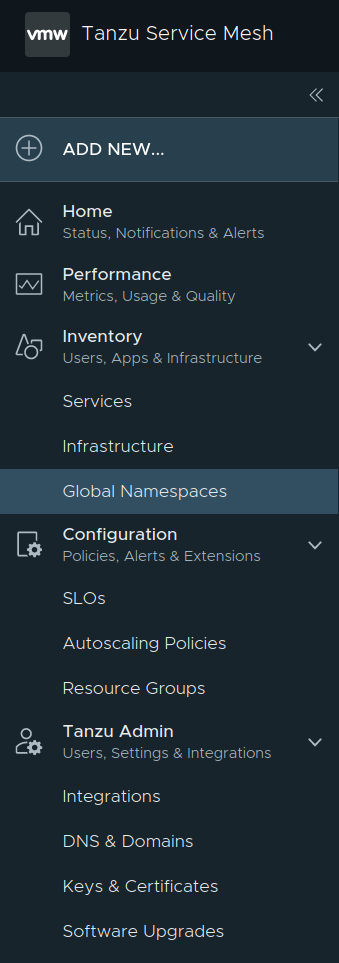 vmw Tanzu Service Mesh
ADD NEW...
Home
Status, Notifications & Alerts
Performance
Metrics, Usage & Quality
Inventory
Users, Apps & Infrastructure
Services
Infrastructure
Global Namespaces
Configuration
Policies, Alerts & Extensions
SLOs
Autoscaling Policies
Resource Groups
Tanzu Admin
Users, Settings & Integrations
Integrations
DNS & Domains
Keys & Certificates
Software Upgrades